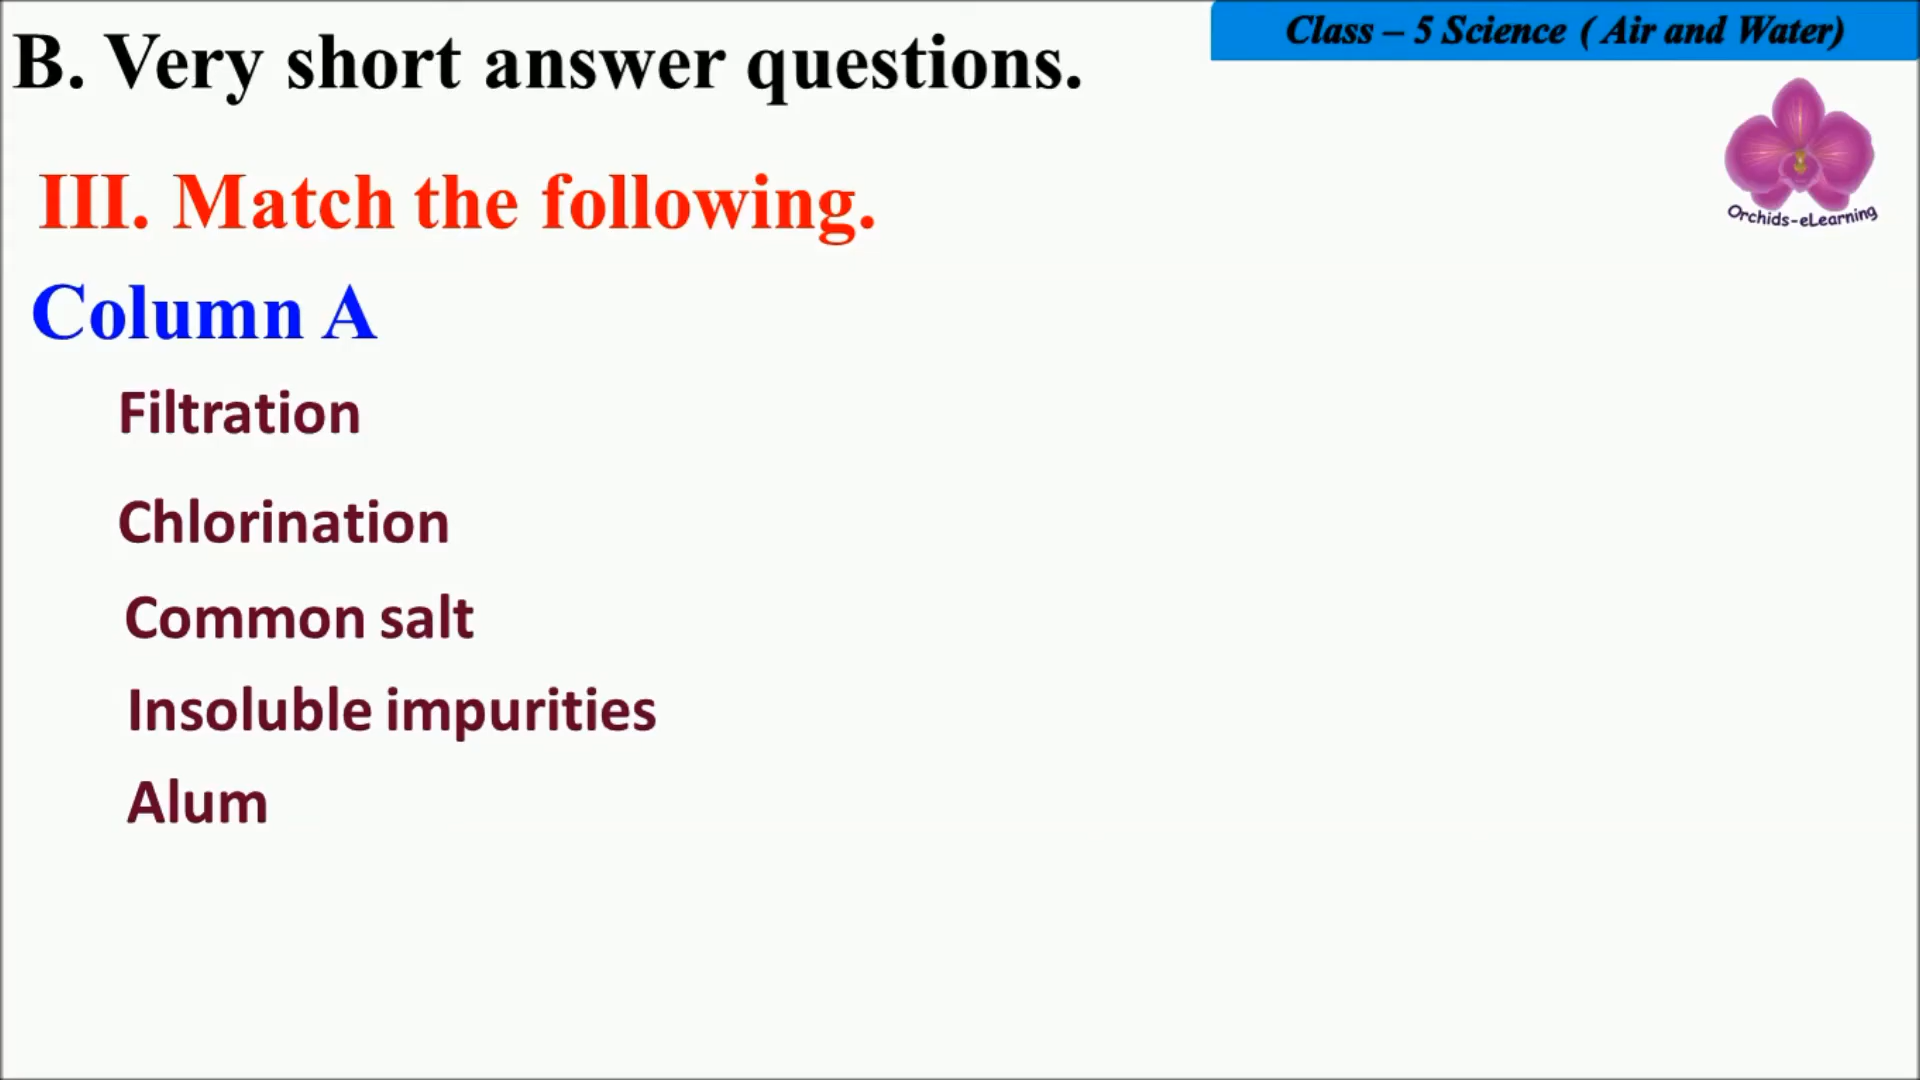 Class – 5 Science ( Air and Water)
B. Very short answer questions.
Orchids-eLearning
III. Match the following.
Column A
Filtration
Chlorination
Common salt
Insoluble impurities
Alum